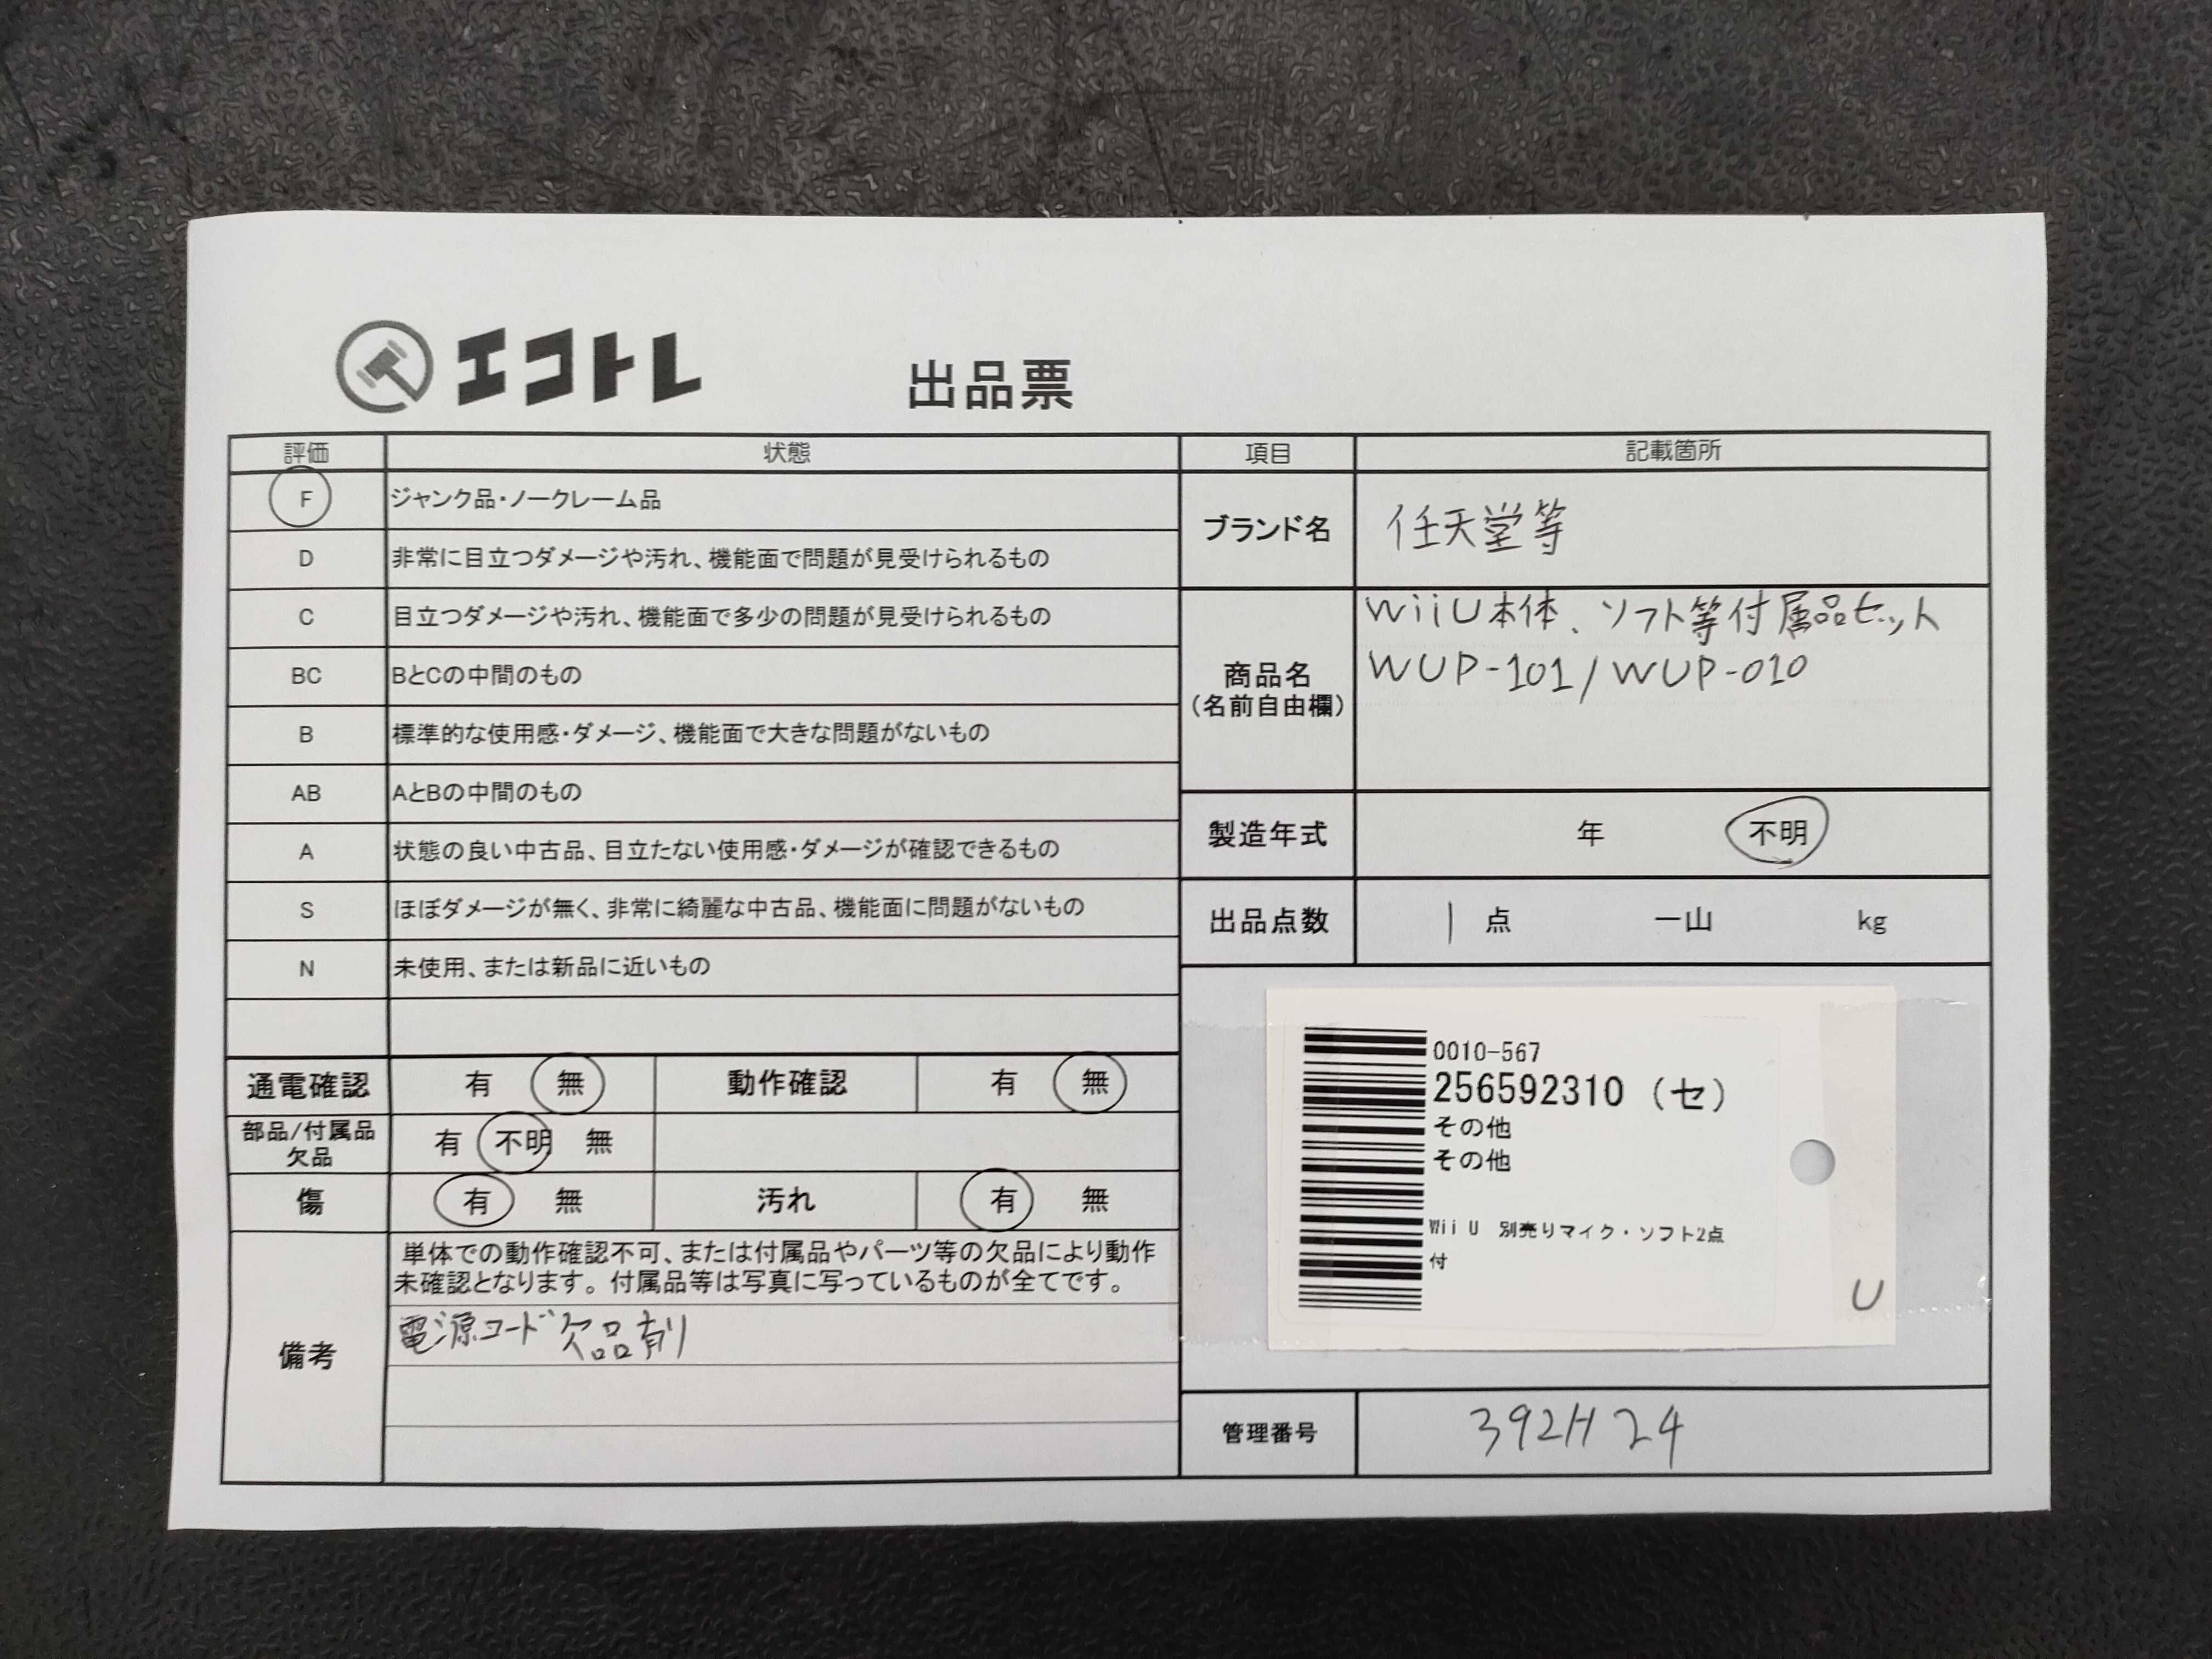 エコトレ
出品票
評価 状態
F ジャンク品・ノークレーム品
D 非常に目立つダメージや汚れ、機能面で問題が見受けられるもの
C 目立つダメージや汚れ、機能面で多少の問題が見受けられるもの
BC BとCの中間のもの
B 標準的な使用感・ダメージ、機能面で大きな問題がないもの
AB AとBの中間のもの
A 状態の良い中古品、目立たない使用感・ダメージが確認できるもの
S ほぼダメージが無く、非常に綺麗な中古品、機能面に問題がないもの
N 未使用、または新品に近いもの
通電確認 有 無 動作確認 有 無
部品/付属品
欠品
有 不明 無
傷 有 無 汚れ 有 無
備考
単体での動作確認不可、または付属品やパーツ等の欠品により動作
未確認となります。付属品等は写真に写っているものが全てです。
電源コード欠品有り
項目 記載箇所
ブランド名 任天堂等
商品名
(名前自由欄)
WiiU本体、ソフト等付属品セット
WUP-101/WUP-010
製造年式 年 不明
出品点数 1 点 一山 kg
0010-567
256592310 (セ)
その他
その他
Wii U 別売りマイク・ソフト2点
付
U
管理番号 392H24